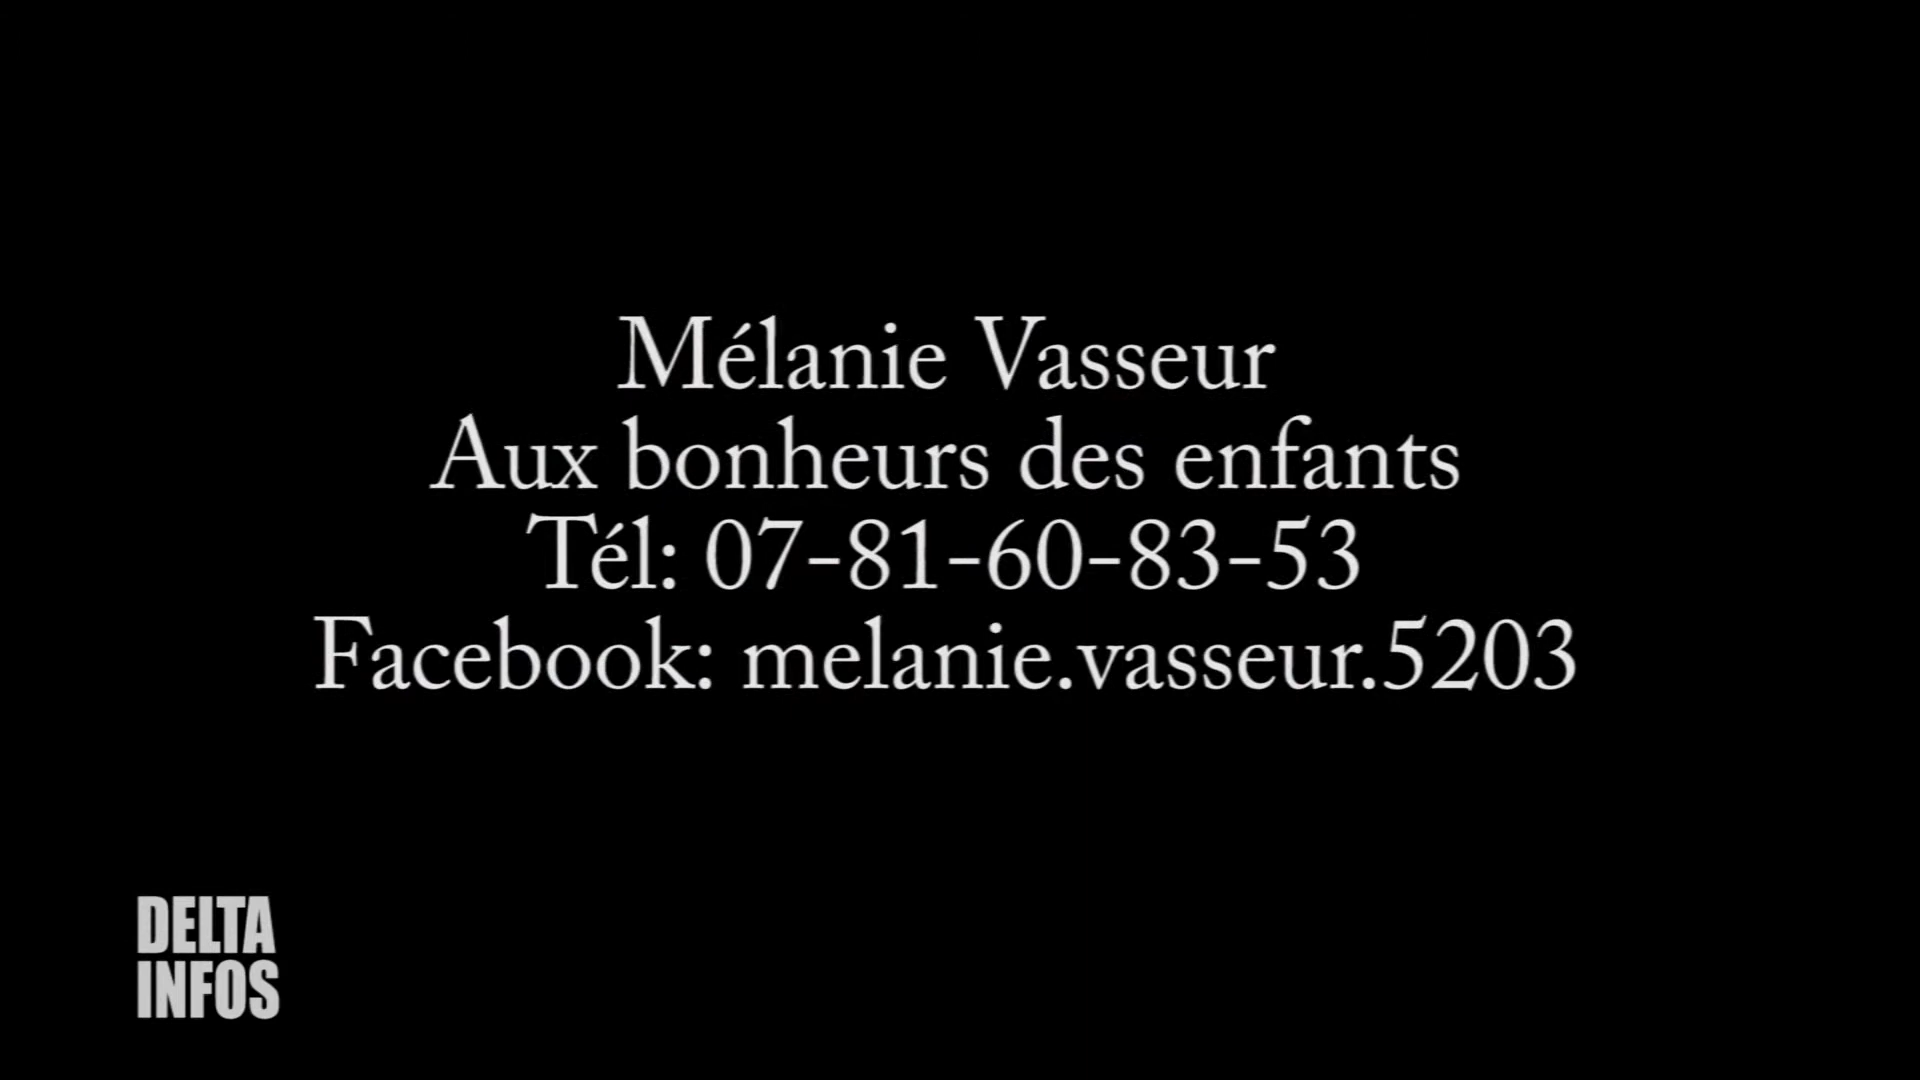 Mélanie Vasseur
Aux bonheurs des enfants
Tél: 07-81-60-83-53
Facebook: melanie.vasseur.5203
DELTA
INFOS